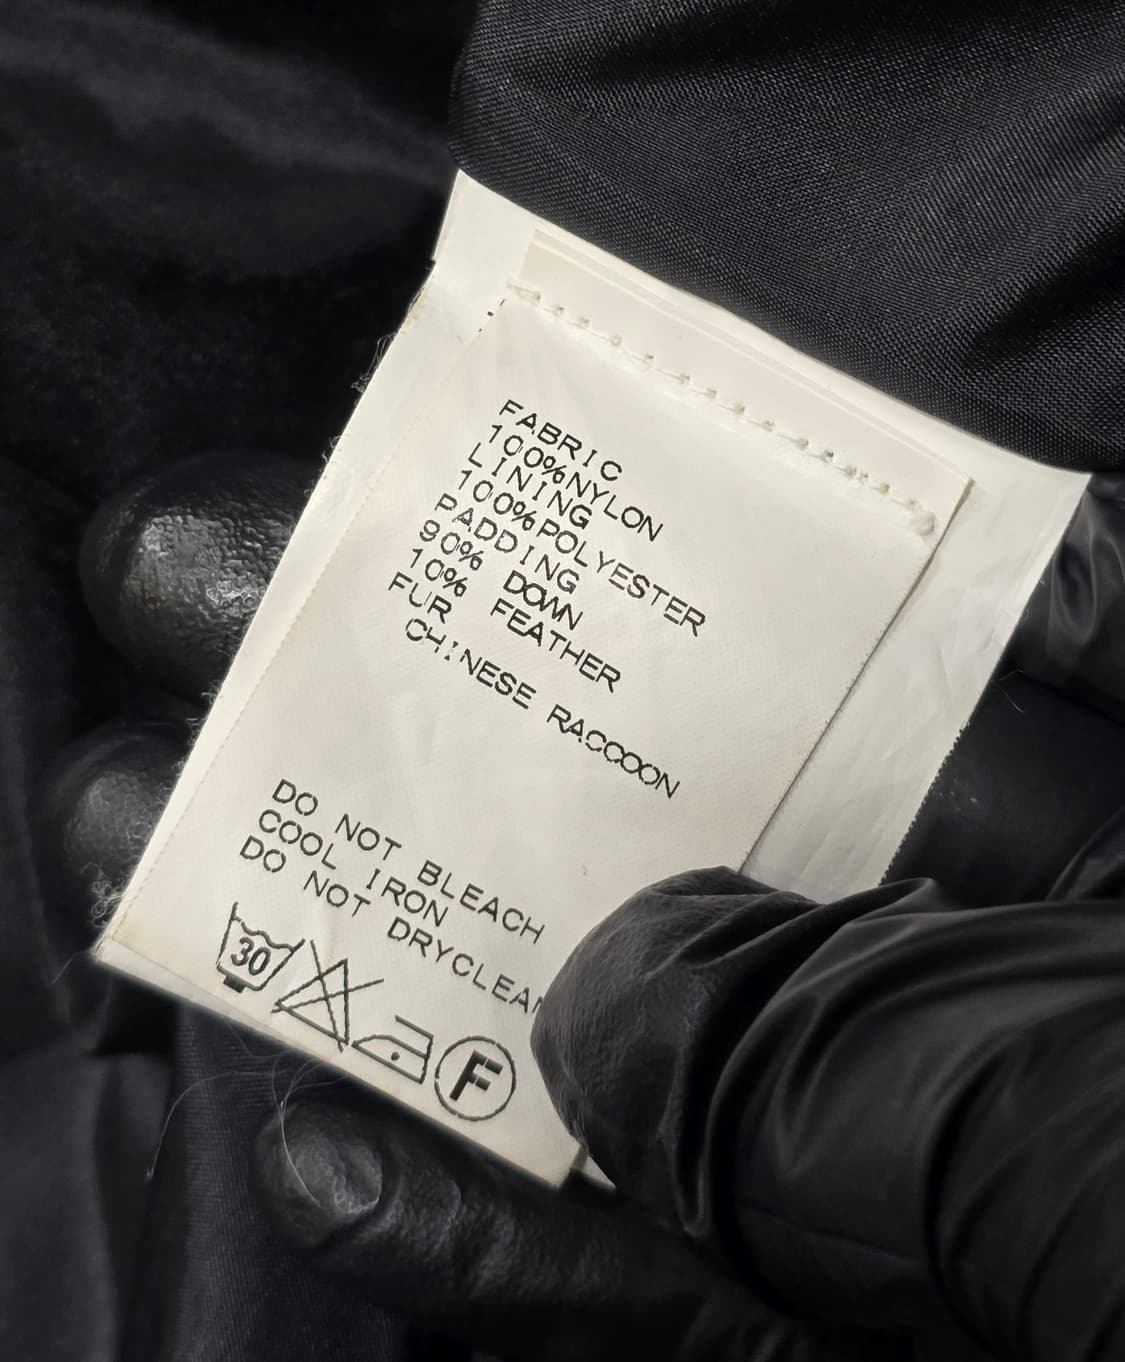 FABRIC
100%NYLON
LINING
100%POLYESTER
PADDING
90% DOWN
10% FEATHER
FUR
CHINESE RACCOON
DO NOT BLEACH
COOL IRON
DO NOT DRYCLEAN
30
F